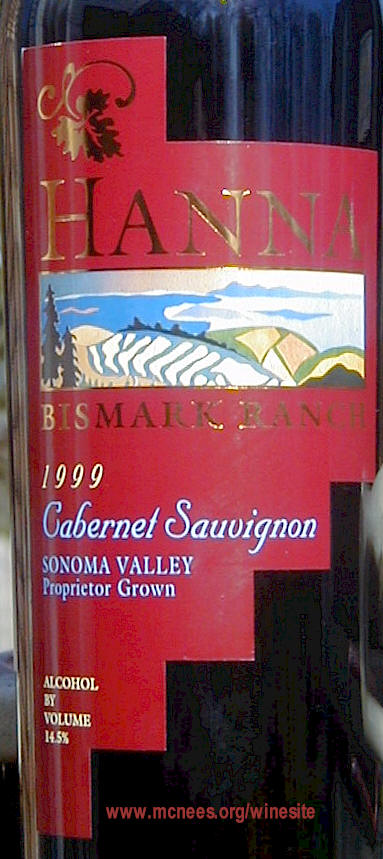 HANNA
BISMARK RANCH
1999
Cabernet Sauvignon
SONOMA VALLEY
Proprietor Grown
ALCOHOL
BY
VOLUME
14.5%
www.mcnees.org/winesite